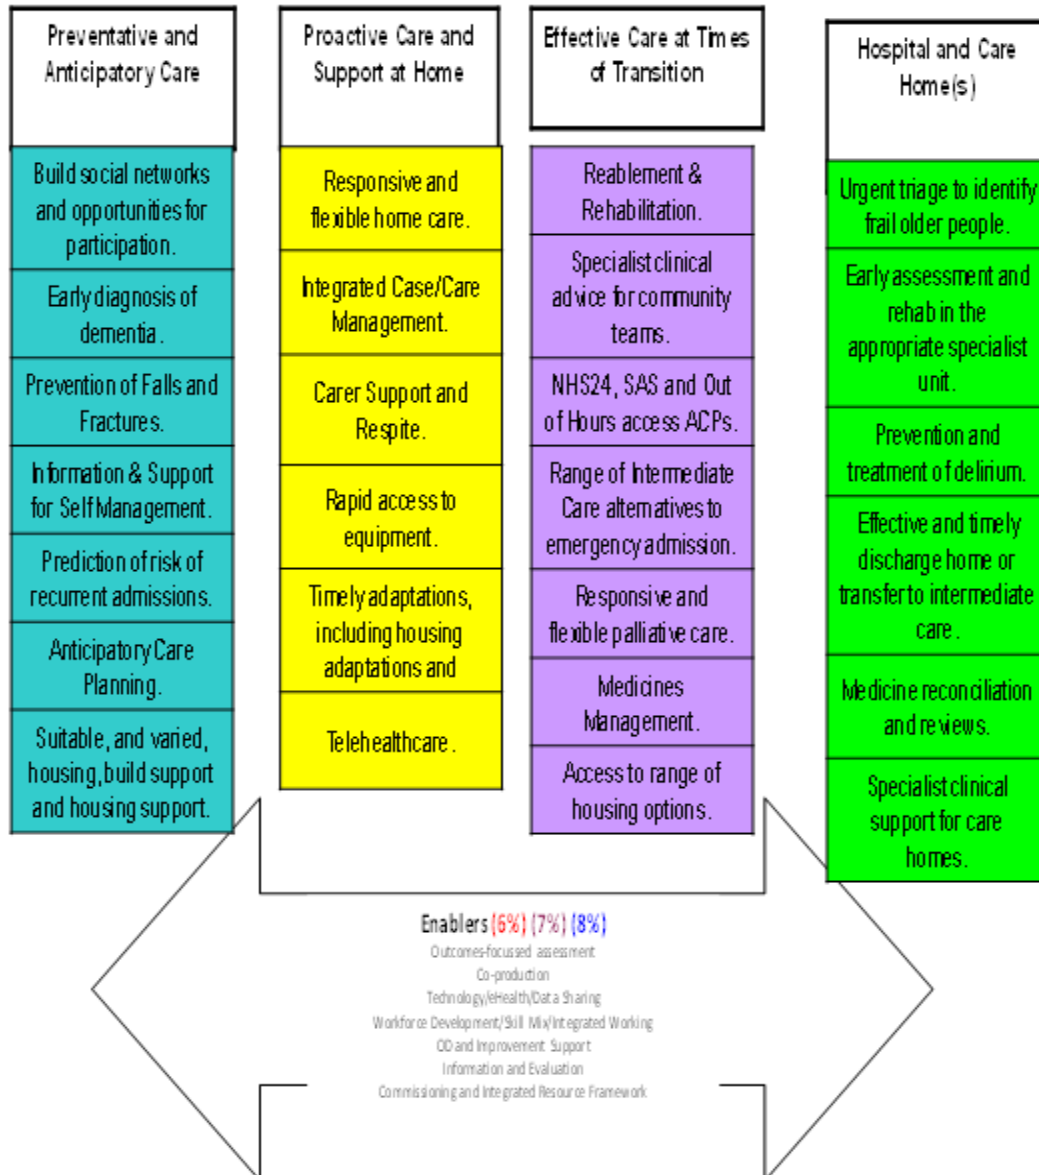 Preventative and
Anticipatory Care
Build social networks
and opportunities for
participation.
Early diagnosis of
dementia.
Prevention of Falls and
Fractures.
Information & Support
for Self Management.
Prediction of risk of
recurrent admissions.
Anticipatory Care
Planning.
Suitable, and varied,
housing, build support
and housing support.
Proactive Care and
Support at Home
Responsive and
flexible home care.
Integrated Case/Care
Management.
Carer Support and
Respite.
Rapid access to
equipment.
Timely adaptations,
including housing
adaptations and
Telehealthcare.
Effective Care at Times
of Transition
Reablement &
Rehabilitation.
Specialist clinical
advice for community
teams.
NHS24, SAS and Out
of Hours access ACPs.
Range of Intermediate
Care alternatives to
emergency admission.
Responsive and
flexible palliative care.
Medicines
Management.
Access to range of
housing options.
Hospital and Care
Home(s)
Urgent triage to identify
frail older people.
Early assessment and
rehab in the
appropriate specialist
unit.
Prevention and
treatment of delirium.
Effective and timely
discharge home or
transfer to intermediate
care.
Medicine reconciliation
and reviews.
Specialist clinical
support for care
homes.
Enablers (6%) (7%) (8%)
Outcomes-focussed assessment
Co-production
Technology/eHealth/Data Sharing
Workforce Development/Skill Mix/Integrated Working
OD and Improvement Support
Information and Evaluation
Commissioning and Integrated Resource Framework